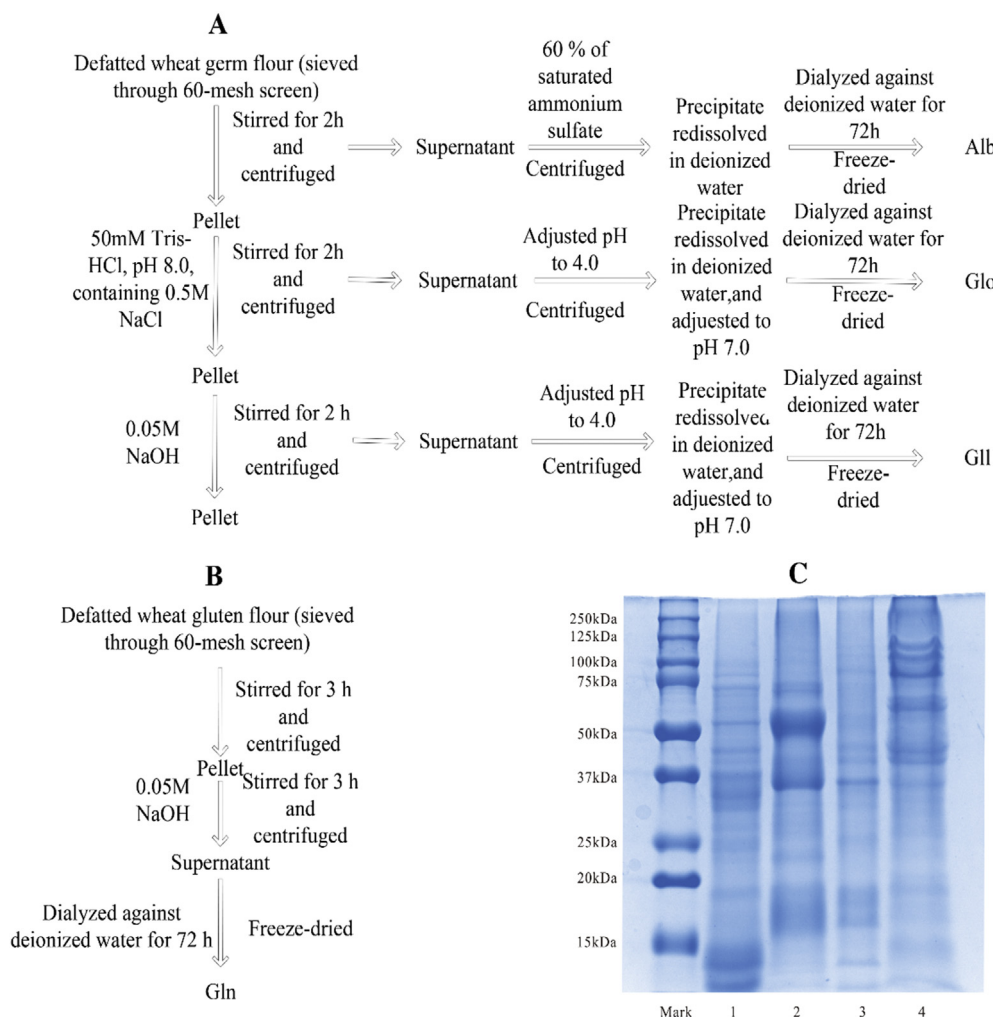 A
Defatted wheat germ flour (sieved
through 60-mesh screen)
Stirred for 2h
and
centrifuged
Supernatant
60 % of
saturated
ammonium
sulfate
Centrifuged
Precipitate
redissolved
in deionized
water
Dialyzed against
deionized water for
72h
Freeze-
dried
Alb
Pellet
50mM Tris-
HCl, pH 8.0,
containing 0.5M
NaCl
Stirred for 2h
and
centrifuged
Supernatant
Adjusted pH
to 4.0
Centrifuged
Precipitate
redissolved
in deionized
water,and
adjuested to
pH 7.0
Dialyzed against
deionized water for
72h
Freeze-
dried
Glo
Pellet
0.05M
NaOH
Stirred for 2 h
and
centrifuged
Supernatant
Adjusted pH
to 4.0
Centrifuged
Precipitate
redissolved
in deionized
water,and
adjuested to
pH 7.0
Dialyzed against
deionized water
for 72h
Freeze-
dried
Gll
Pellet
B
Defatted wheat gluten flour (sieved
through 60-mesh screen)
Stirred for 3 h
and
centrifuged
Pellet
0.05M
NaOH
Stirred for 3 h
and
centrifuged
Supernatant
Dialyzed against
deionized water for 72 h
Freeze-dried
Gln
C
250kDa
125kDa
100kDa
75kDa
50kDa
37kDa
25kDa
20kDa
15kDa
Mark 1 2 3 4